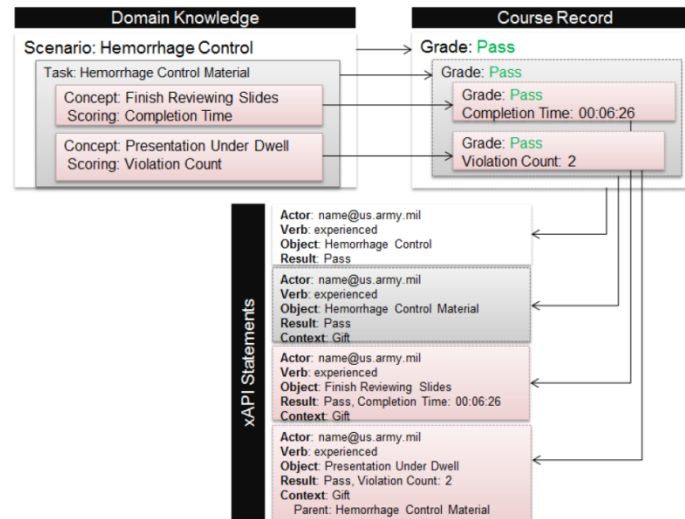 Domain Knowledge
Scenario: Hemorrhage Control
Task: Hemorrhage Control Material
Concept: Finish Reviewing Slides
Scoring: Completion Time
Concept: Presentation Under Dwell
Scoring: Violation Count
Course Record
Grade: Pass
Grade: Pass
Grade: Pass
Completion Time: 00:06:26
Grade: Pass
Violation Count: 2
xAPI Statements
Actor: name@us.army.mil
Verb: experienced
Object: Hemorrhage Control
Result: Pass
Actor: name@us.army.mil
Verb: experienced
Object: Hemorrhage Control Material
Result: Pass
Context: Gift
Actor: name@us.army.mil
Verb: experienced
Object: Finish Reviewing Slides
Result: Pass, Completion Time: 00:06:26
Context: Gift
Actor: name@us.army.mil
Verb: experienced
Object: Presentation Under Dwell
Result: Pass, Violation Count: 2
Context: Gift
Parent: Hemorrhage Control Material